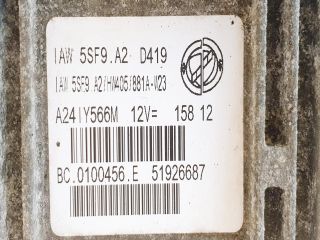 IAW 5SF9.A2 D419
IAW 5SF9 A2/HW405/881A-W23
A24IY566M 12V= 158 12
BC.0100456.E 51926687